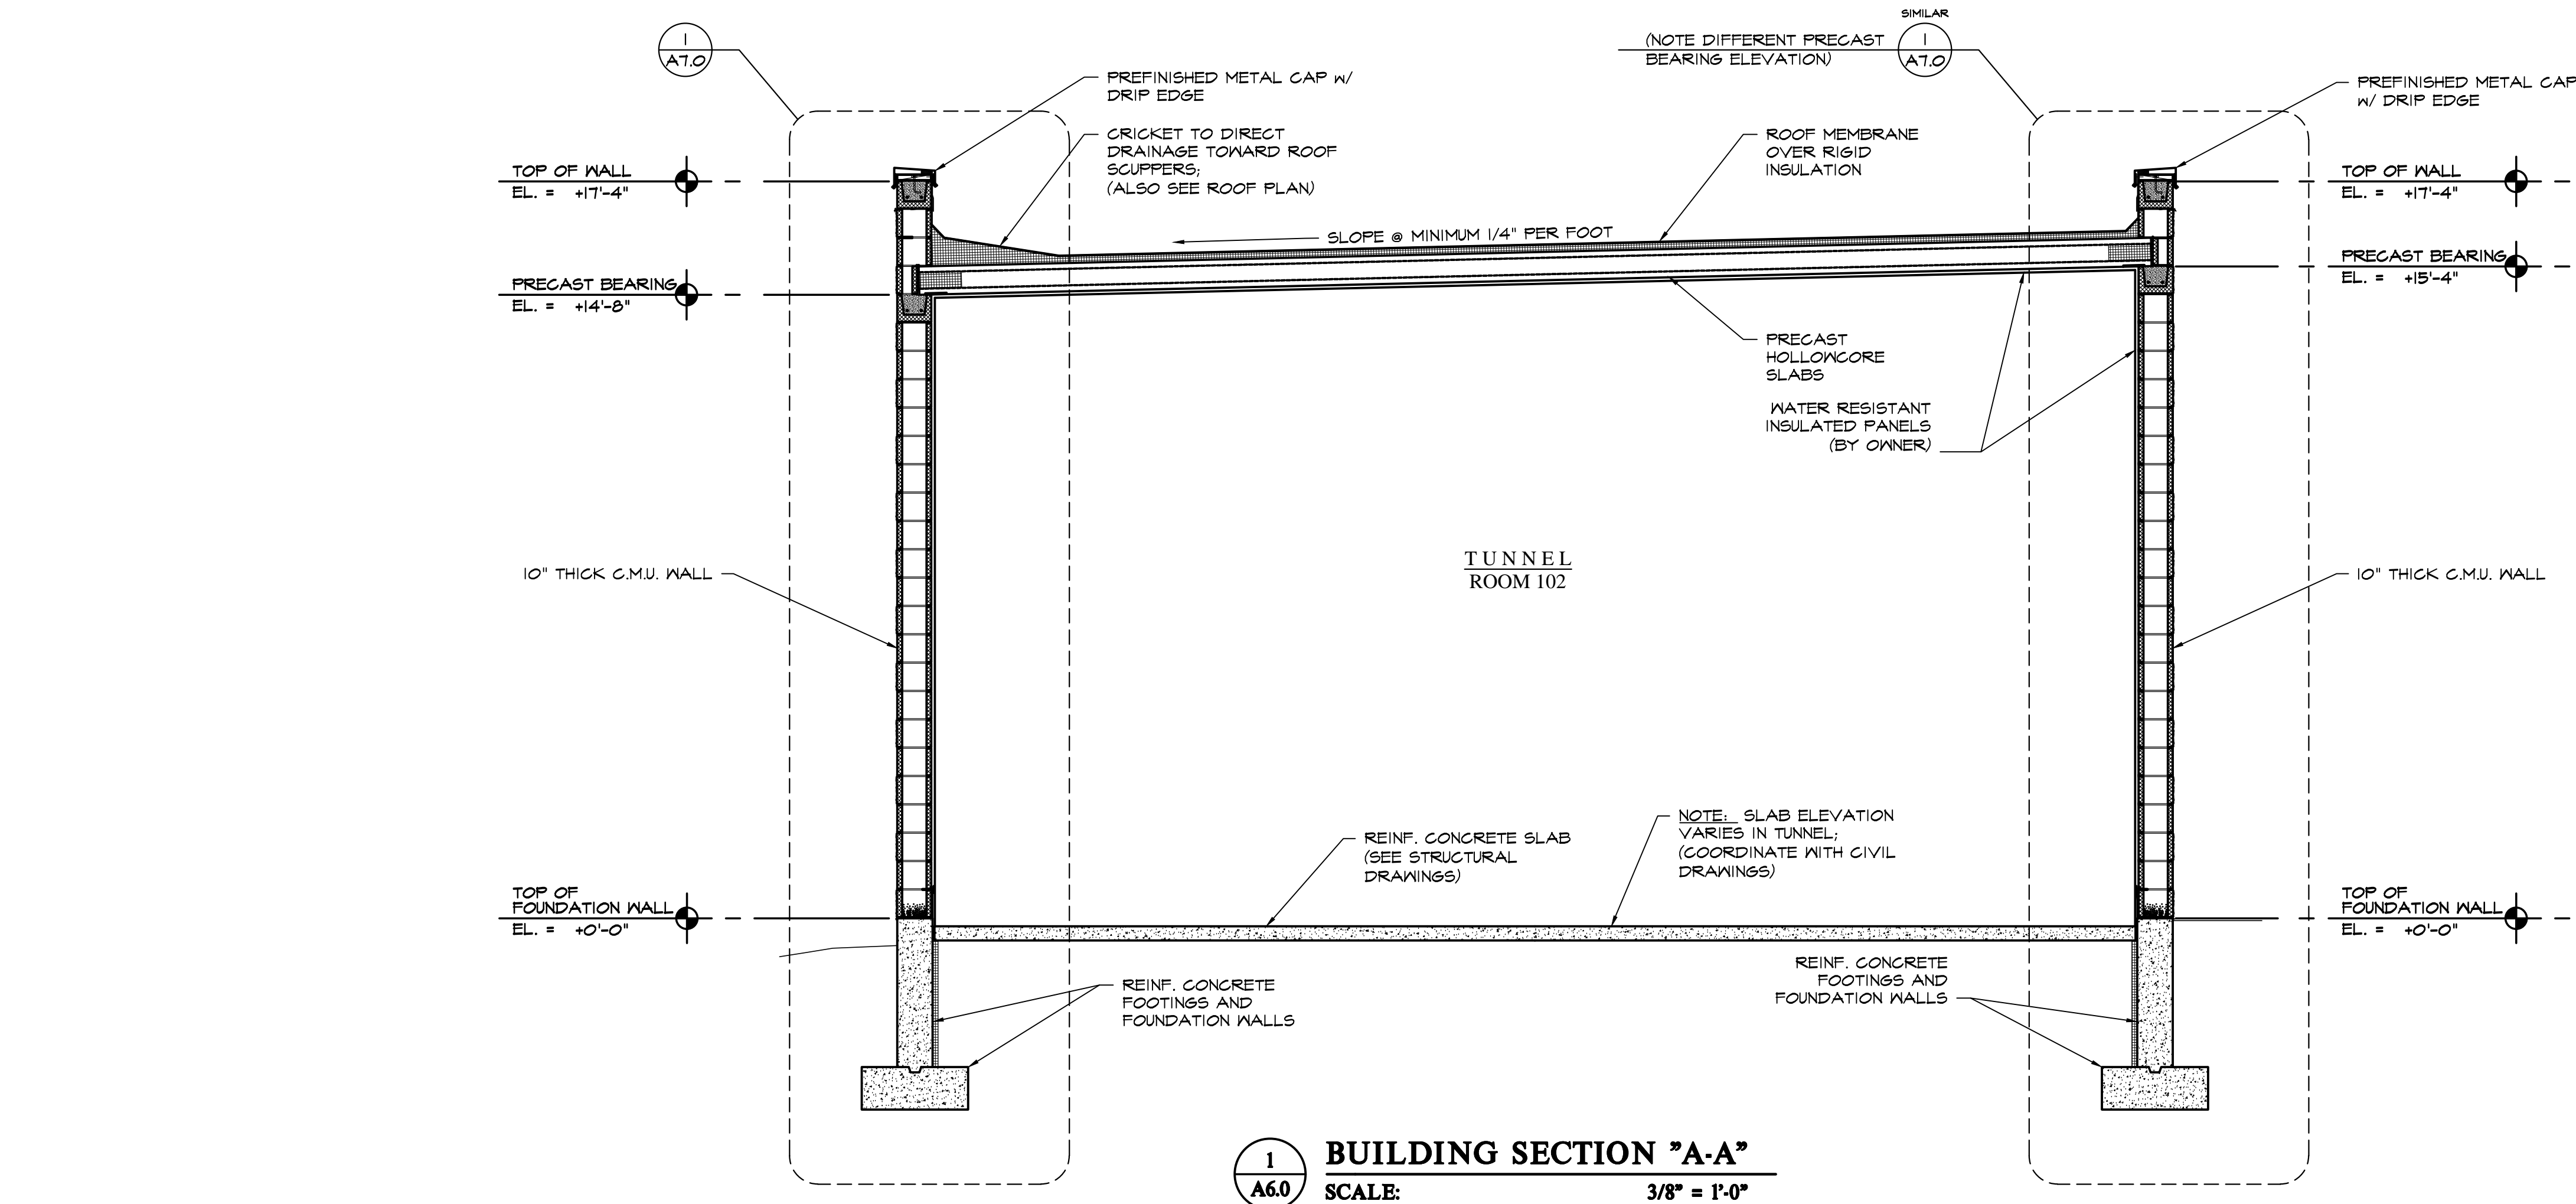 SIMILAR
1
A7.0
(NOTE DIFFERENT PRECAST
BEARING ELEVATION)
1
A7.0
PREFINISHED METAL CAP W/
DRIP EDGE
PREFINISHED METAL CAP
W/ DRIP EDGE
CRICKET TO DIRECT
DRAINAGE TOWARD ROOF
SCUPPERS;
(ALSO SEE ROOF PLAN)
ROOF MEMBRANE
OVER RIGID
INSULATION
TOP OF WALL
EL. = +17'-4"
TOP OF WALL
EL. = +17'-4"
SLOPE @ MINIMUM 1/4" PER FOOT
PRECAST BEARING
EL. = +14'-8"
PRECAST BEARING
EL. = +15'-4"
PRECAST
HOLLOWCORE
SLABS
WATER RESISTANT
INSULATED PANELS
(BY OWNER)
TUNNEL
ROOM 102
10" THICK C.M.U. WALL
10" THICK C.M.U. WALL
REINF. CONCRETE SLAB
(SEE STRUCTURAL
DRAWINGS)
NOTE: SLAB ELEVATION
VARIES IN TUNNEL;
(COORDINATE WITH CIVIL
DRAWINGS)
TOP OF
FOUNDATION WALL
EL. = +0'-0"
TOP OF
FOUNDATION WALL
EL. = +0'-0"
REINF. CONCRETE
FOOTINGS AND
FOUNDATION WALLS
REINF. CONCRETE
FOOTINGS AND
FOUNDATION WALLS
1
A6.0
BUILDING SECTION "A-A"
SCALE: 3/8" = 1'-0"